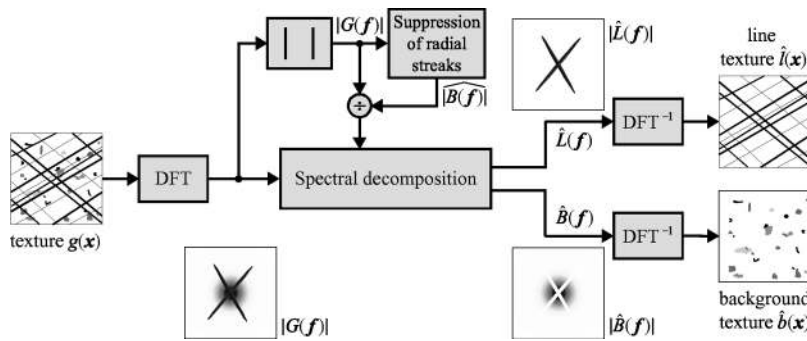 |G(f)|
Suppression
of radial
streaks
|L̂(f)|
line
texture l̂(x)
| |
|B(f)|^
÷
DFT⁻¹
L̂(f)
DFT
Spectral decomposition
texture g(x)
B̂(f)
DFT⁻¹
|G(f)|
|B̂(f)|
background
texture b̂(x)